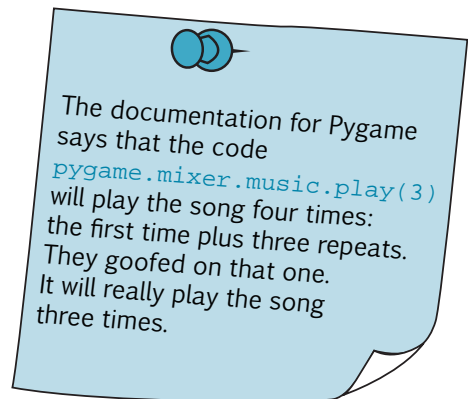 The documentation for Pygame
says that the code
pygame.mixer.music.play(3)
will play the song four times:
the first time plus three repeats.
They goofed on that one.
It will really play the song
three times.